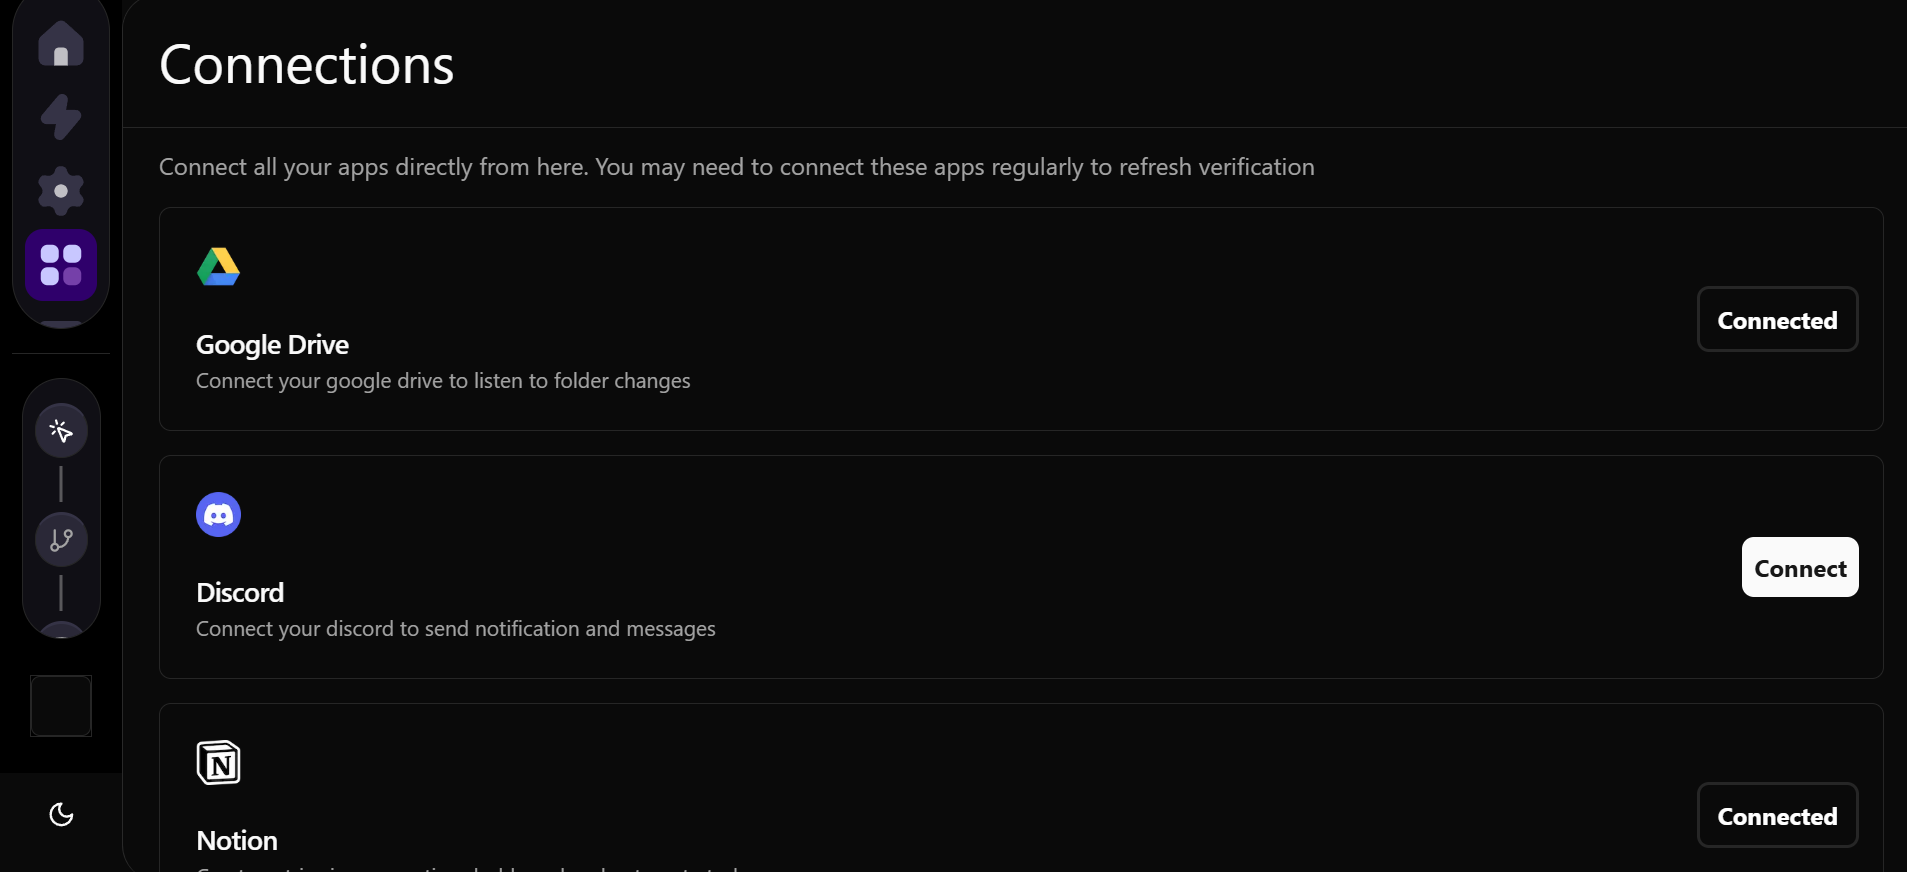 Connections
Connect all your apps directly from here. You may need to connect these apps regularly to refresh verification
Google Drive
Connect your google drive to listen to folder changes
Connected
Discord
Connect your discord to send notification and messages
Connect
N
Notion
Connected